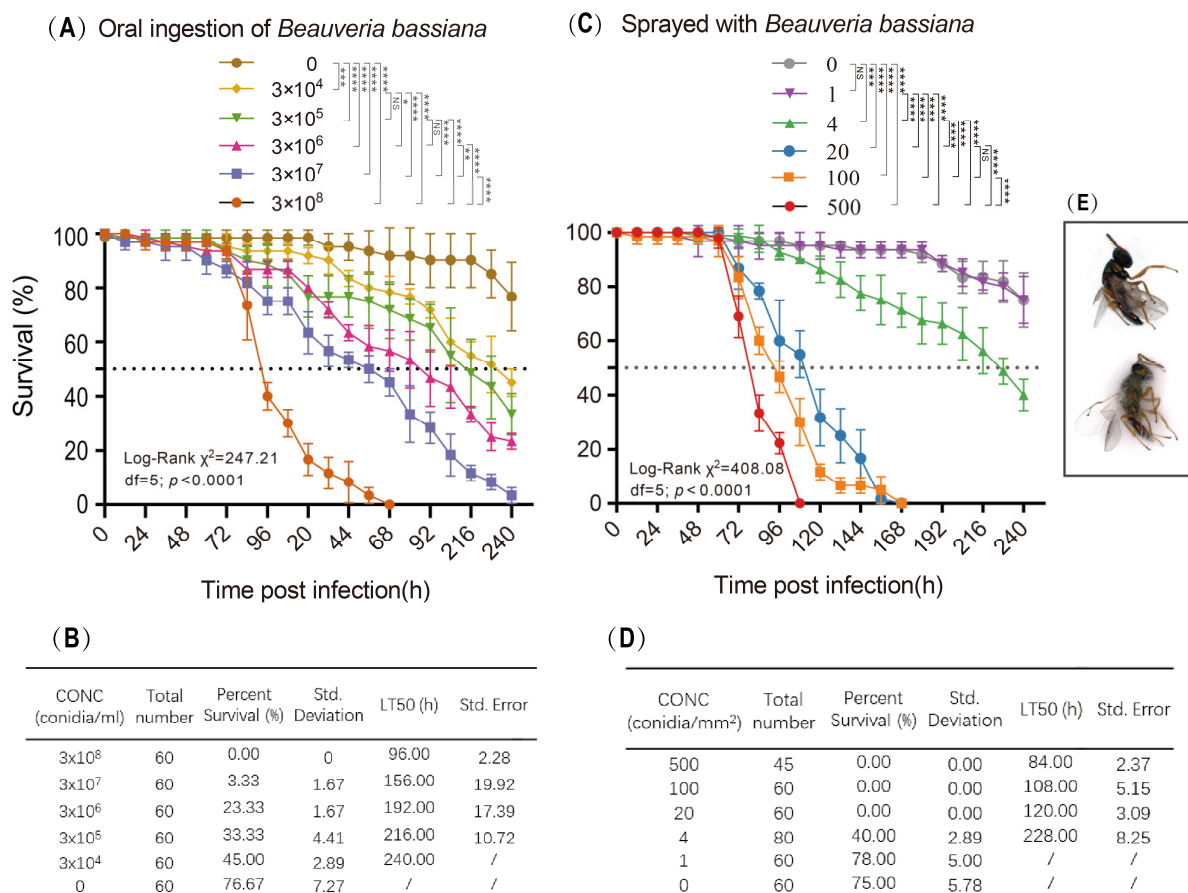 (A) Oral ingestion of Beauveria bassiana
0
3×10⁴
3×10⁵
3×10⁶
3×10⁷
3×10⁸
NS
NS
Survival (%)
100
80
60
40
20
0
Log-Rank χ²=247.21
df=5; p<0.0001
0 24 48 72 96 20 44 68 92 216 240
Time post infection(h)
(C) Sprayed with Beauveria bassiana
0
1
4
20
100
500
NS
NS
100
80
60
40
20
0
Log-Rank χ²=408.08
df=5; p<0.0001
0 24 48 72 96 120 144 168 192 216 240
Time post infection(h)
(E)
(B)
CONC (conidia/ml) Total number Percent Survival (%) Std. Deviation LT50 (h) Std. Error
3x10⁸ 60 0.00 0 96.00 2.28
3x10⁷ 60 3.33 1.67 156.00 19.92
3x10⁶ 60 23.33 1.67 192.00 17.39
3x10⁵ 60 33.33 4.41 216.00 10.72
3x10⁴ 60 45.00 2.89 240.00 /
0 60 76.67 7.27 / /
(D)
CONC (conidia/mm²) Total number Percent Survival (%) Std. Deviation LT50 (h) Std. Error
500 45 0.00 0.00 84.00 2.37
100 60 0.00 0.00 108.00 5.15
20 60 0.00 0.00 120.00 3.09
4 80 40.00 2.89 228.00 8.25
1 60 78.00 5.00 / /
0 60 75.00 5.78 / /